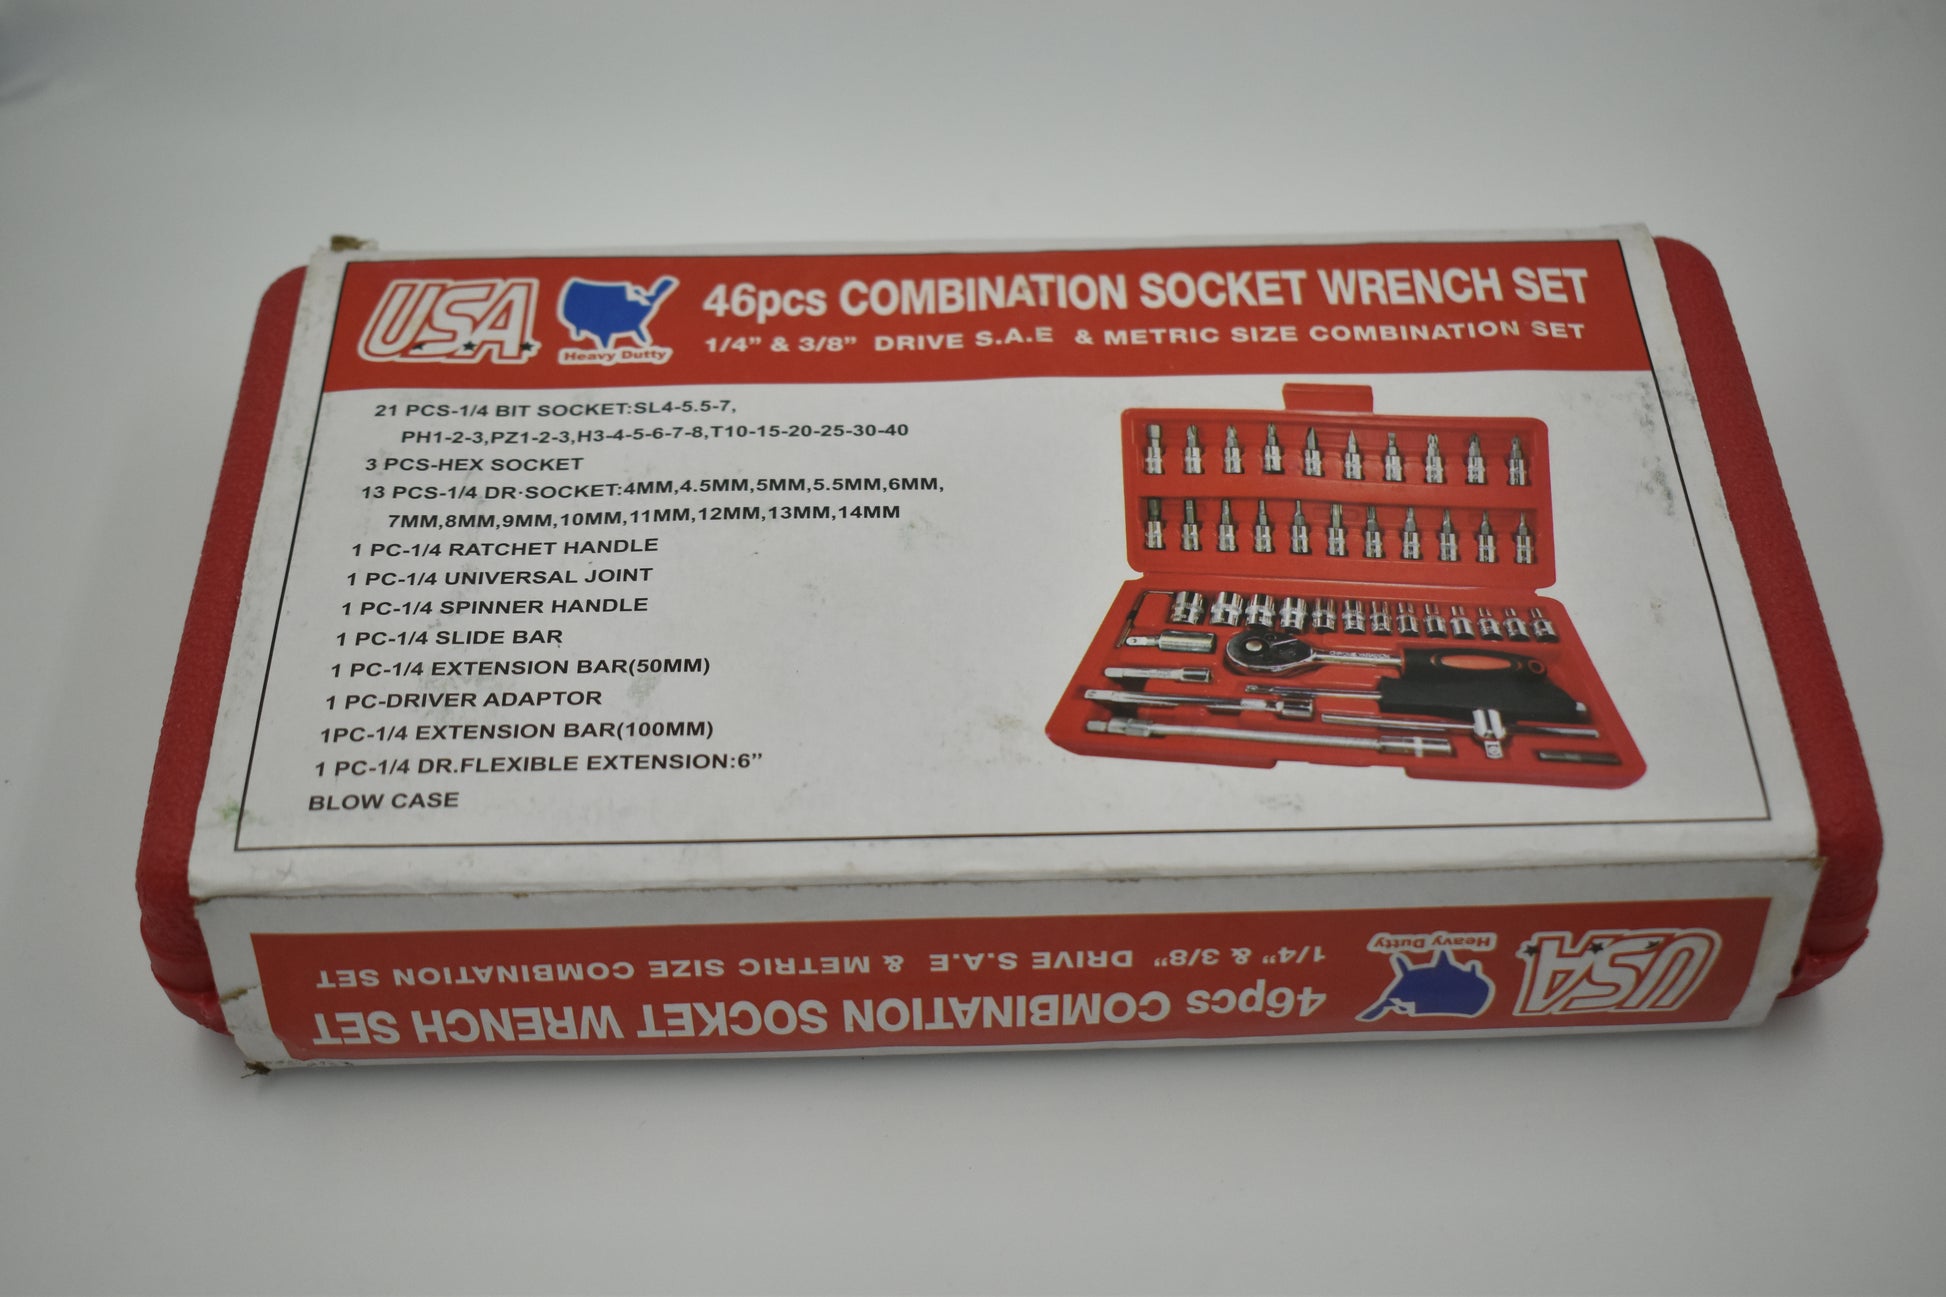 USA
Heavy Dutty
46pcs COMBINATION SOCKET WRENCH SET
1/4" & 3/8" DRIVE S.A.E & METRIC SIZE COMBINATION SET
21 PCS-1/4 BIT SOCKET:SL4-5.5-7,
PH1-2-3,PZ1-2-3,H3-4-5-6-7-8,T10-15-20-25-30-40
3 PCS-HEX SOCKET
13 PCS-1/4 DR·SOCKET:4MM,4.5MM,5MM,5.5MM,6MM,
7MM,8MM,9MM,10MM,11MM,12MM,13MM,14MM
1 PC-1/4 RATCHET HANDLE
1 PC-1/4 UNIVERSAL JOINT
1 PC-1/4 SPINNER HANDLE
1 PC-1/4 SLIDE BAR
1 PC-1/4 EXTENSION BAR(50MM)
1 PC-DRIVER ADAPTOR
1PC-1/4 EXTENSION BAR(100MM)
1 PC-1/4 DR.FLEXIBLE EXTENSION:6”
BLOW CASE
USA
Heavy Dutty
46pcs COMBINATION SOCKET WRENCH SET
1/4" & 3/8" DRIVE S.A.E & METRIC SIZE COMBINATION SET